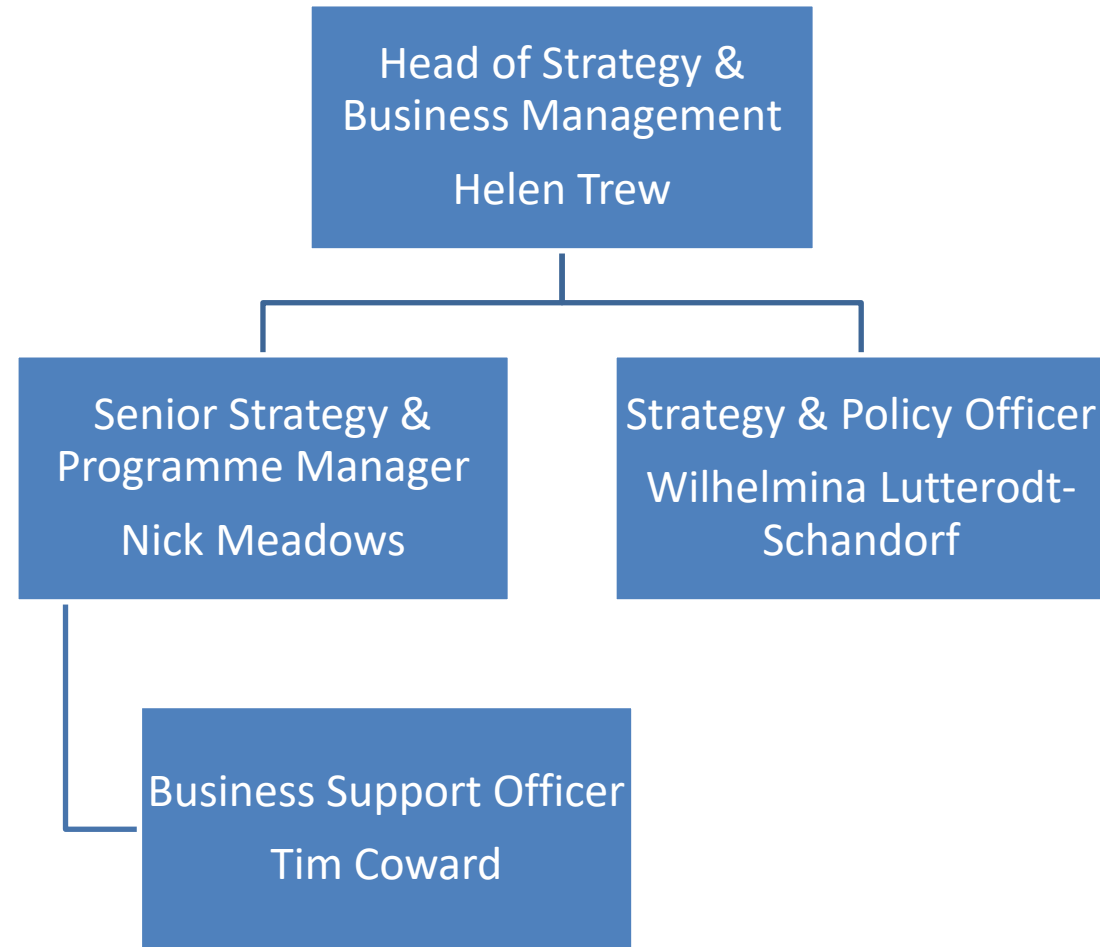 Head of Strategy &
Business Management
Helen Trew
Senior Strategy &
Programme Manager
Nick Meadows
Strategy & Policy Officer
Wilhelmina Lutterodt-
Schandorf
Business Support Officer
Tim Coward